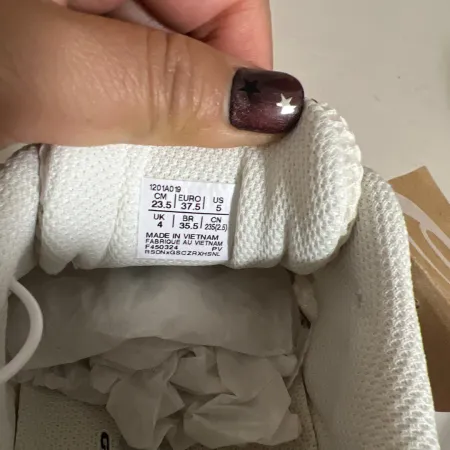 1201A019
CM EURO US
23.5 37.5 5
UK BR CN
4 35.5 235(2.5)
MADE IN VIETNAM
FABRIQUE AU VIETNAM
F450324 PV
G